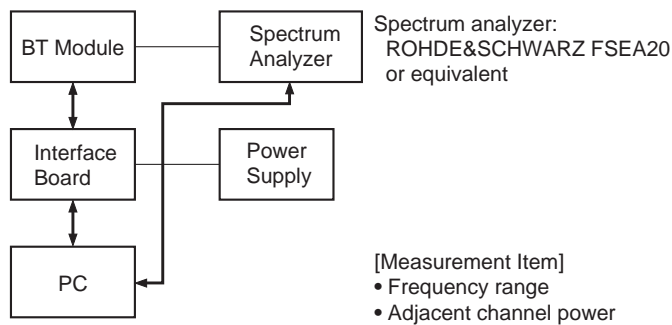 BT Module
Spectrum
Analyzer
Spectrum analyzer:
ROHDE&SCHWARZ FSEA20
or equivalent
Interface
Board
Power
Supply
PC
[Measurement Item]
• Frequency range
• Adjacent channel power